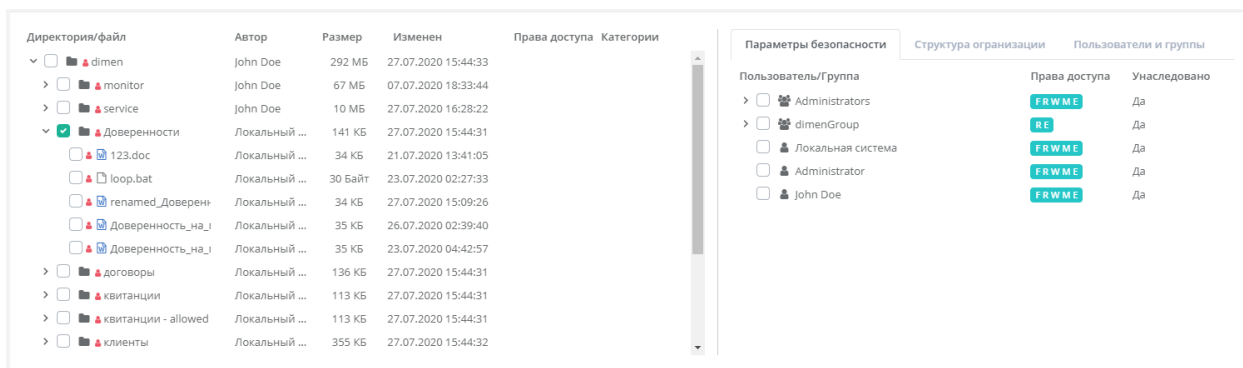 Директория/файл Автор Размер Изменен Права доступа Категории
dimen John Doe 292 МБ 27.07.2020 15:44:33
monitor John Doe 67 МБ 07.07.2020 18:33:44
service John Doe 10 МБ 27.07.2020 16:28:22
Доверенности Локальный ... 141 КБ 27.07.2020 15:44:31
123.doc Локальный ... 34 КБ 21.07.2020 13:41:05
loop.bat Локальный ... 30 Байт 23.07.2020 02:27:33
renamed_Доверенн Локальный ... 34 КБ 27.07.2020 15:09:26
Доверенность_на_ Локальный ... 35 КБ 26.07.2020 02:39:40
Доверенность_на_ Локальный ... 35 КБ 23.07.2020 04:42:57
договоры Локальный ... 136 КБ 27.07.2020 15:44:31
квитанции Локальный ... 113 КБ 27.07.2020 15:44:31
квитанции - allowed Локальный ... 113 КБ 27.07.2020 15:44:31
клиенты Локальный ... 355 КБ 27.07.2020 15:44:32
Параметры безопасности Структура огранизации Пользователи и группы
Пользователь/Группа Права доступа Унаследовано
Administrators FRWME Да
dimenGroup RE Да
Локальная система FRWME Да
Administrator FRWME Да
John Doe FRWME Да